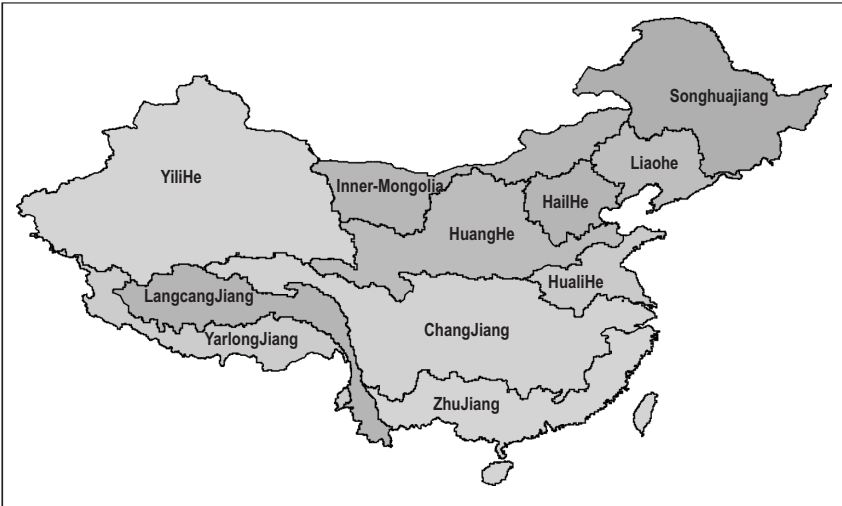 Songhuajiang
Liaohe
YiliHe
Inner-Mongolia
HailHe
HuangHe
HualiHe
LangcangJiang
ChangJiang
YarlongJiang
ZhuJiang